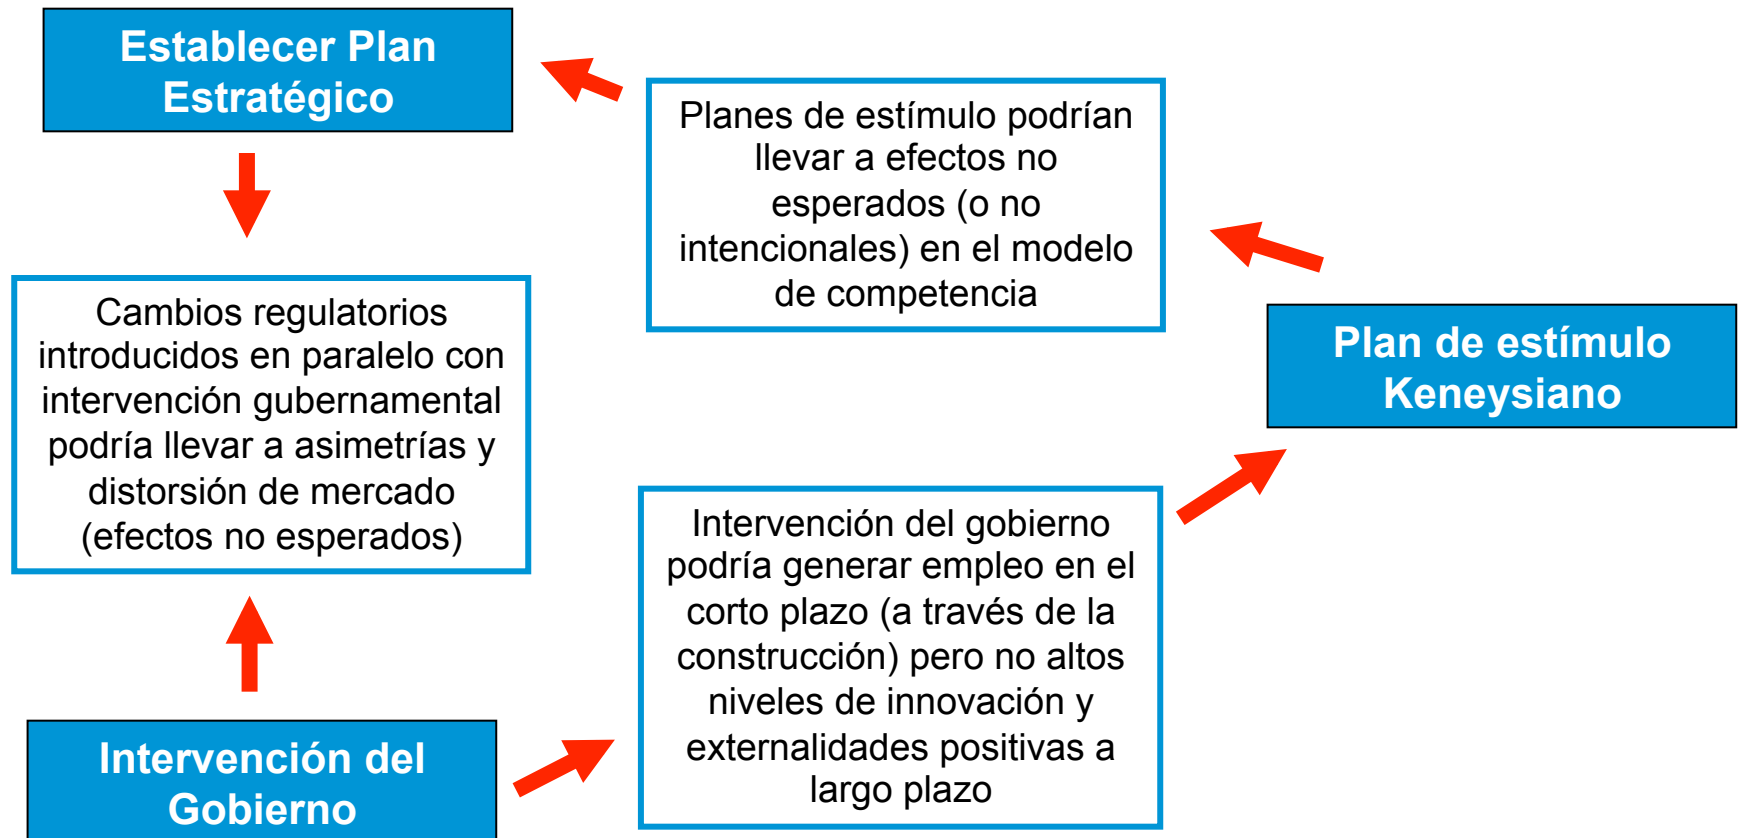 Establecer Plan
Estratégico
Planes de estímulo podrían
llevar a efectos no
esperados (o no
intencionales) en el modelo
de competencia
Cambios regulatorios
introducidos en paralelo con
intervención gubernamental
podría llevar a asimetrías y
distorsión de mercado
(efectos no esperados)
Plan de estímulo
Keneysiano
Intervención del gobierno
podría generar empleo en el
corto plazo (a través de la
construcción) pero no altos
niveles de innovación y
externalidades positivas a
largo plazo
Intervención del
Gobierno